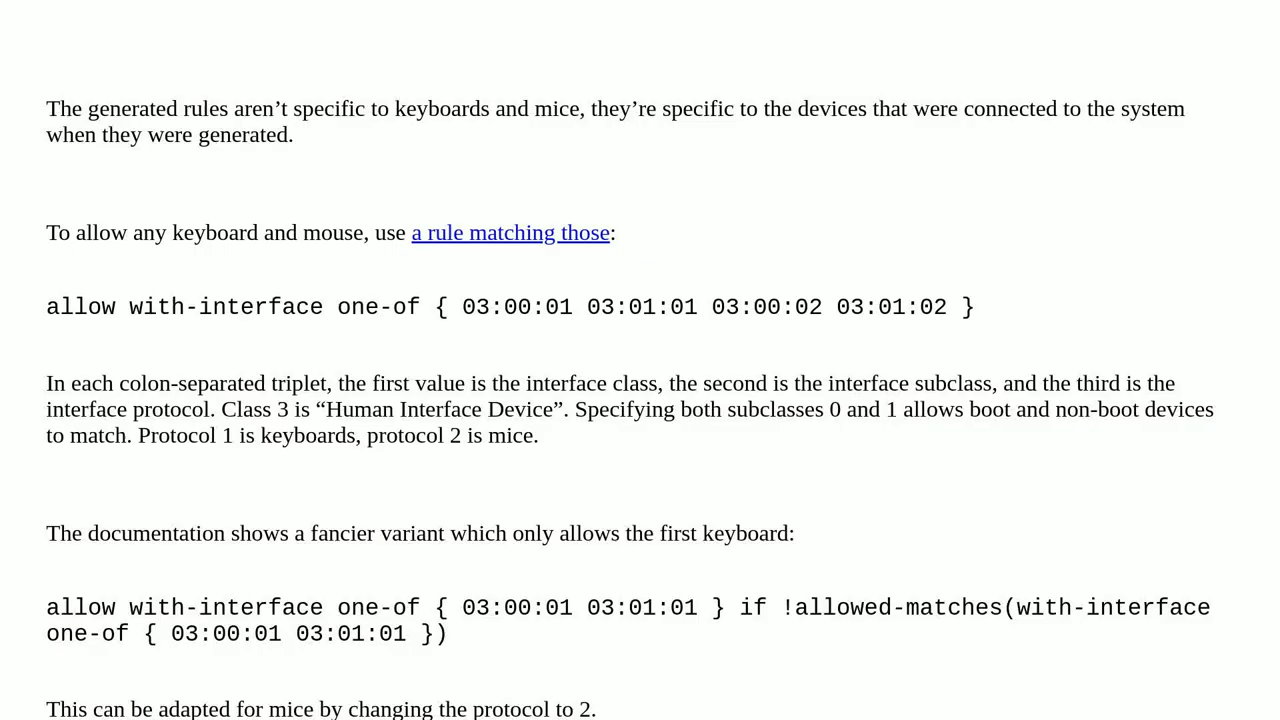 The generated rules aren’t specific to keyboards and mice, they’re specific to the devices that were connected to the system
when they were generated.
To allow any keyboard and mouse, use a rule matching those:
allow with-interface one-of { 03:00:01 03:01:01 03:00:02 03:01:02 }
In each colon-separated triplet, the first value is the interface class, the second is the interface subclass, and the third is the
interface protocol. Class 3 is “Human Interface Device”. Specifying both subclasses 0 and 1 allows boot and non-boot devices
to match. Protocol 1 is keyboards, protocol 2 is mice.
The documentation shows a fancier variant which only allows the first keyboard:
allow with-interface one-of { 03:00:01 03:01:01 } if !allowed-matches(with-interface
one-of { 03:00:01 03:01:01 })
This can be adapted for mice by changing the protocol to 2.